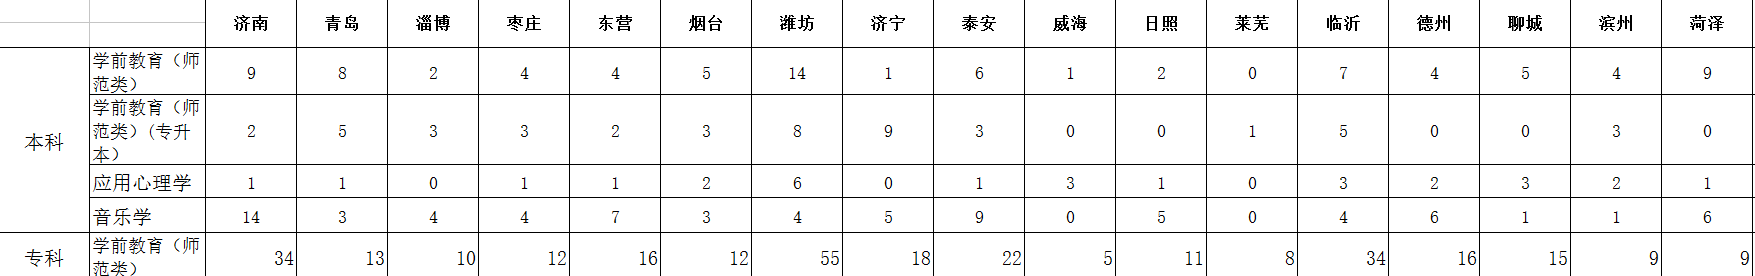 济南 青岛 淄博 枣庄 东营 烟台 潍坊 济宁 泰安 威海 日照 莱芜 临沂 德州 聊城 滨州 菏泽
本科
学前教育（师
范类） 9 8 2 4 4 5 14 1 6 1 2 0 7 4 5 4 9
学前教育（师
范类）(专升
本） 2 5 3 3 2 3 8 9 3 0 0 1 5 0 0 3 0
应用心理学 1 1 0 1 1 2 6 0 1 3 1 0 3 2 3 2 1
音乐学 14 3 4 4 7 3 4 5 9 0 5 0 4 6 1 1 6
专科
学前教育（师
范类） 34 13 10 12 16 12 55 18 22 5 11 8 34 16 15 9 9